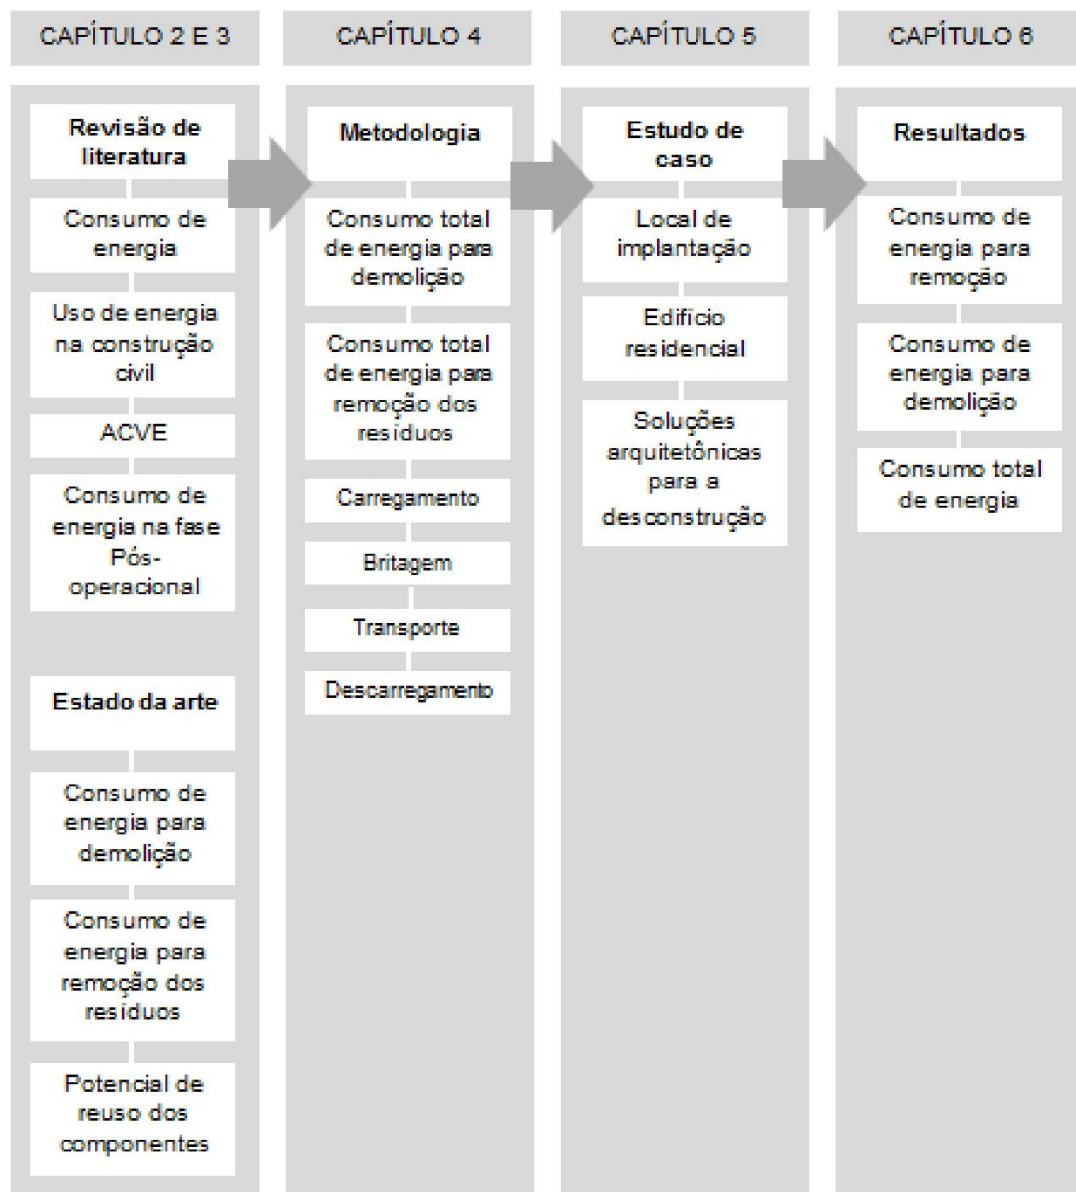 CAPÍTULO 2 E 3
Revisão de
literatura
Consumo de
energia
Uso de energia
na construção
civil
ACVE
Consumo de
energia na fase
Pós-
operacional
Estado da arte
Consumo de
energia para
demolição
Consumo de
energia para
remoção dos
resíduos
Potencial de
reuso dos
componentes
CAPÍTULO 4
Metodologia
Consumo total
de energia para
demolição
Consumo total
de energia para
remoção dos
resíduos
Carregamento
Britagem
Transporte
Descarregamento
CAPÍTULO 5
Estudo de
caso
Local de
implantação
Edifício
residencial
Soluções
arquitetônicas
para a
desconstrução
CAPÍTULO 6
Resultados
Consumo de
energia para
remoção
Consumo de
energia para
demolição
Consumo total
de energia